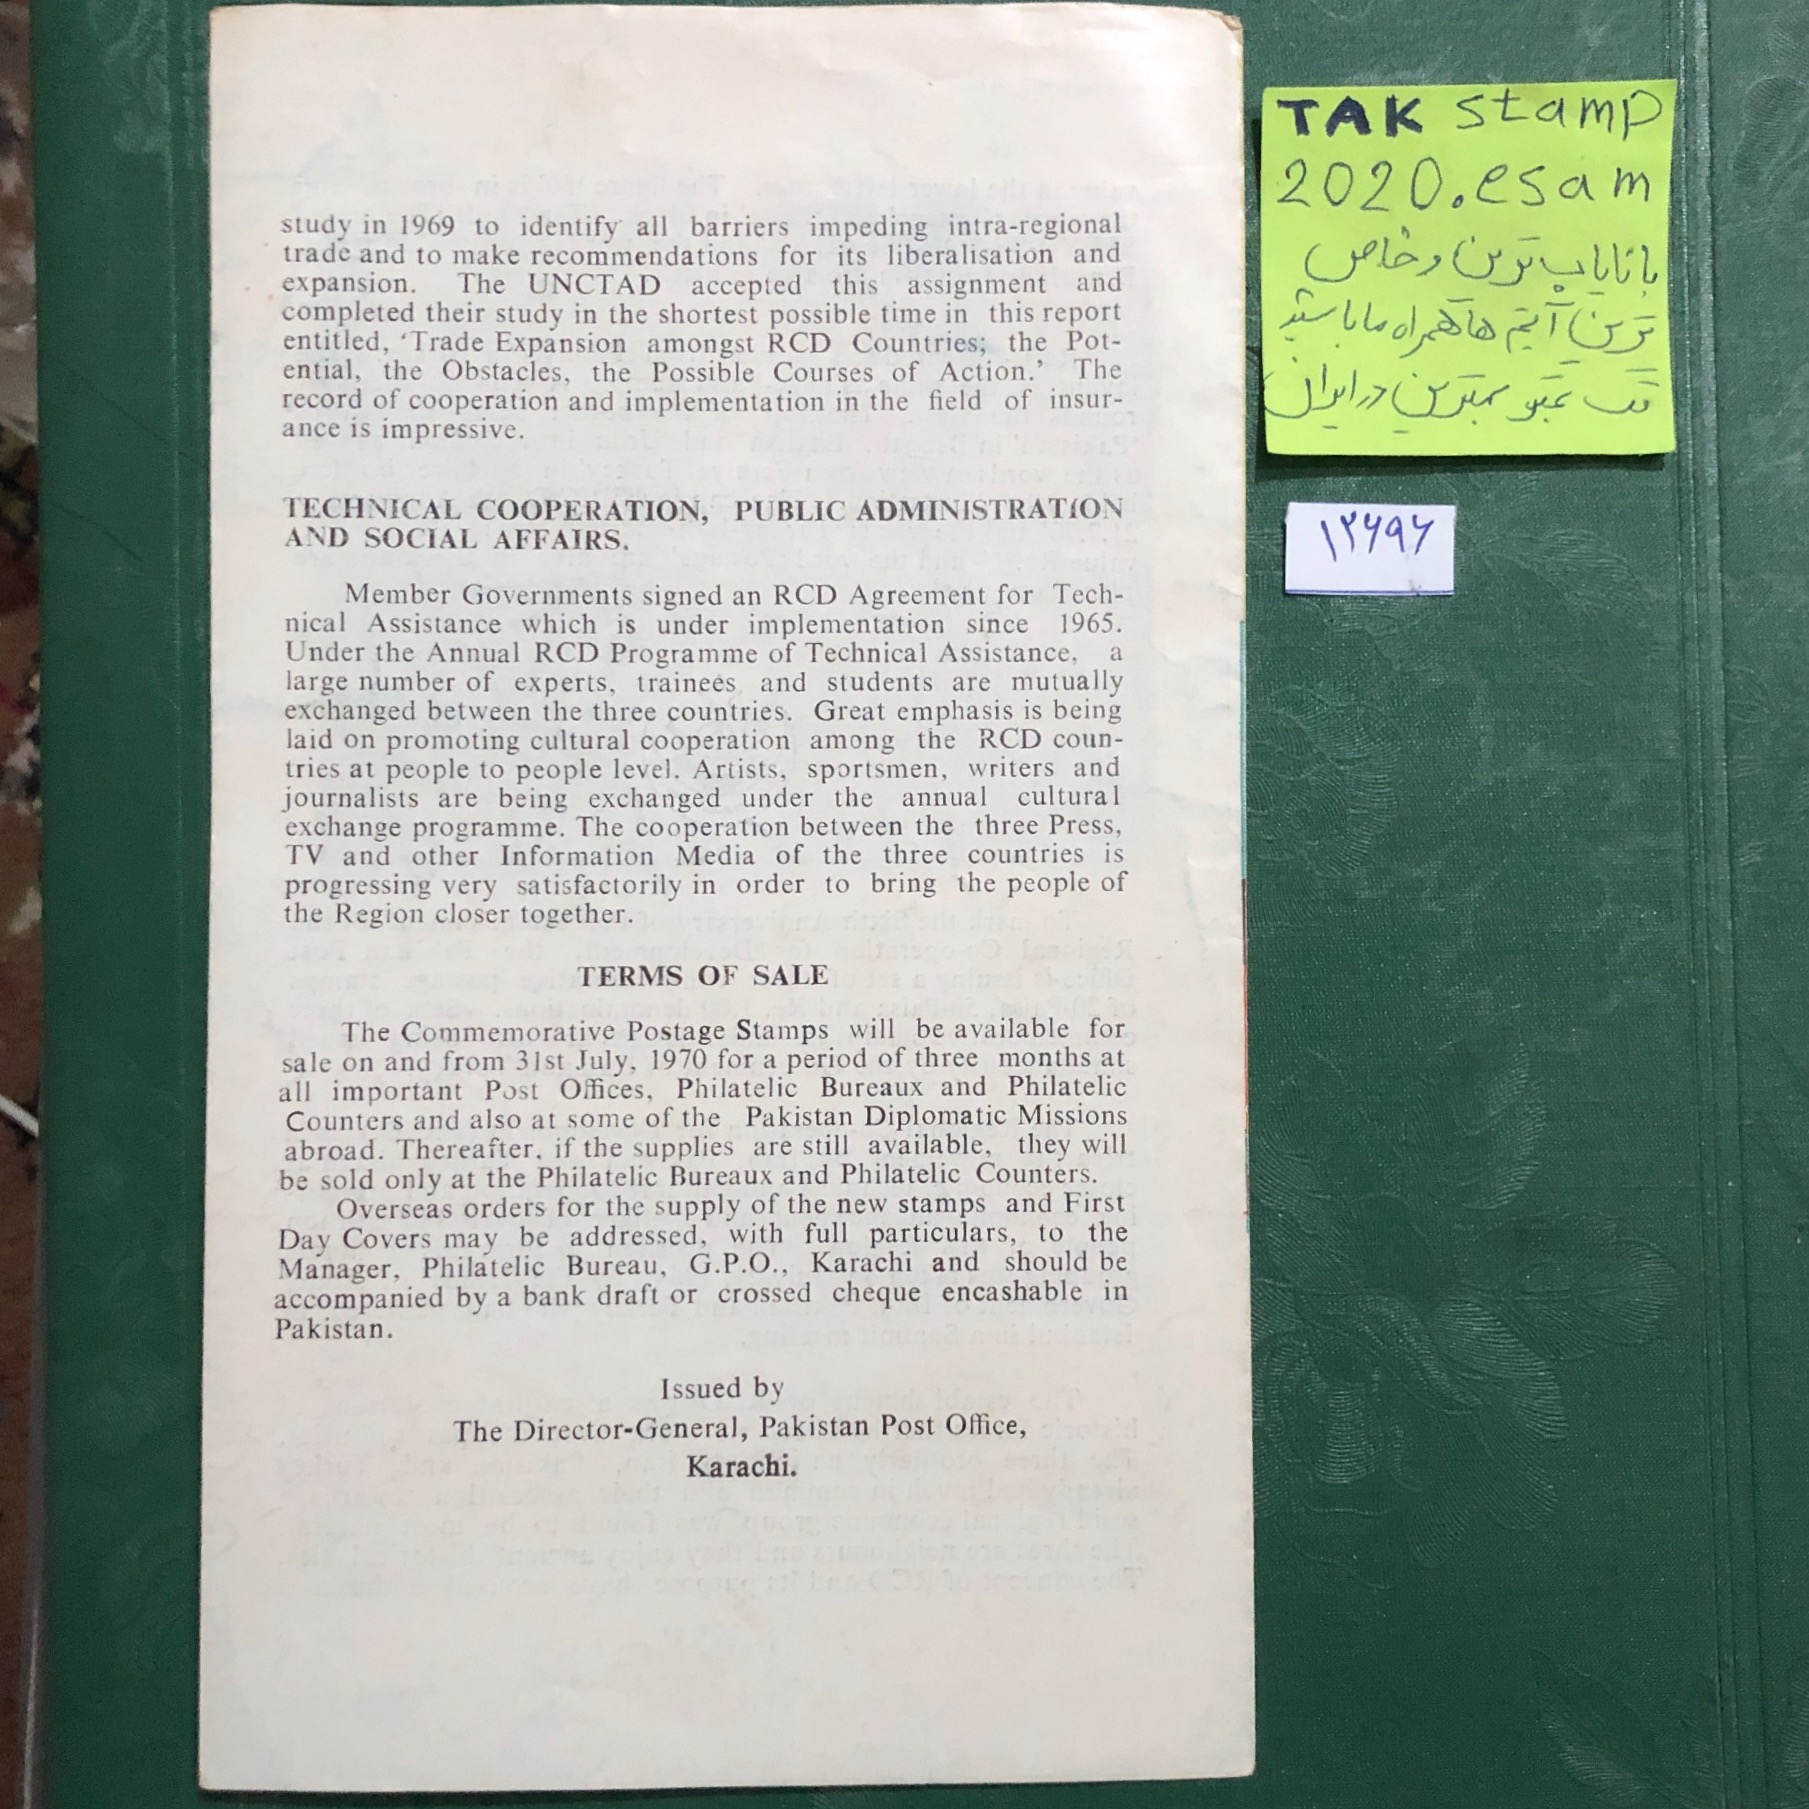 study in 1969 to identify all barriers impeding intra-regional
trade and to make recommendations for its liberalisation and
expansion. The UNCTAD accepted this assignment and
completed their study in the shortest possible time in this report
entitled, ‘Trade Expansion amongst RCD Countries; the Pot-
ential, the Obstacles, the Possible Courses of Action.’ The
record of cooperation and implementation in the field of insur-
ance is impressive.
TECHNICAL COOPERATION, PUBLIC ADMINISTRATION
AND SOCIAL AFFAIRS.
Member Governments signed an RCD Agreement for Tech-
nical Assistance which is under implementation since 1965.
Under the Annual RCD Programme of Technical Assistance, a
large number of experts, trainees and students are mutually
exchanged between the three countries. Great emphasis is being
laid on promoting cultural cooperation among the RCD coun-
tries at people to people level. Artists, sportsmen, writers and
journalists are being exchanged under the annual cultural
exchange programme. The cooperation between the three Press,
TV and other Information Media of the three countries is
progressing very satisfactorily in order to bring the people of
the Region closer together.
TERMS OF SALE
The Commemorative Postage Stamps will be available for
sale on and from 31st July, 1970 for a period of three months at
all important Post Offices, Philatelic Bureaux and Philatelic
Counters and also at some of the Pakistan Diplomatic Missions
abroad. Thereafter, if the supplies are still available, they will
be sold only at the Philatelic Bureaux and Philatelic Counters.
Overseas orders for the supply of the new stamps and First
Day Covers may be addressed, with full particulars, to the
Manager, Philatelic Bureau, G.P.O., Karachi and should be
accompanied by a bank draft or crossed cheque encashable in
Pakistan.
Issued by
The Director-General, Pakistan Post Office,
Karachi.
TAK stamp
2020.esam
با نایاب ترین و خاص
ترین آیتم ها همراه ما باشید
تک تمبر بهترین در ایران
۱۲۶۹۶